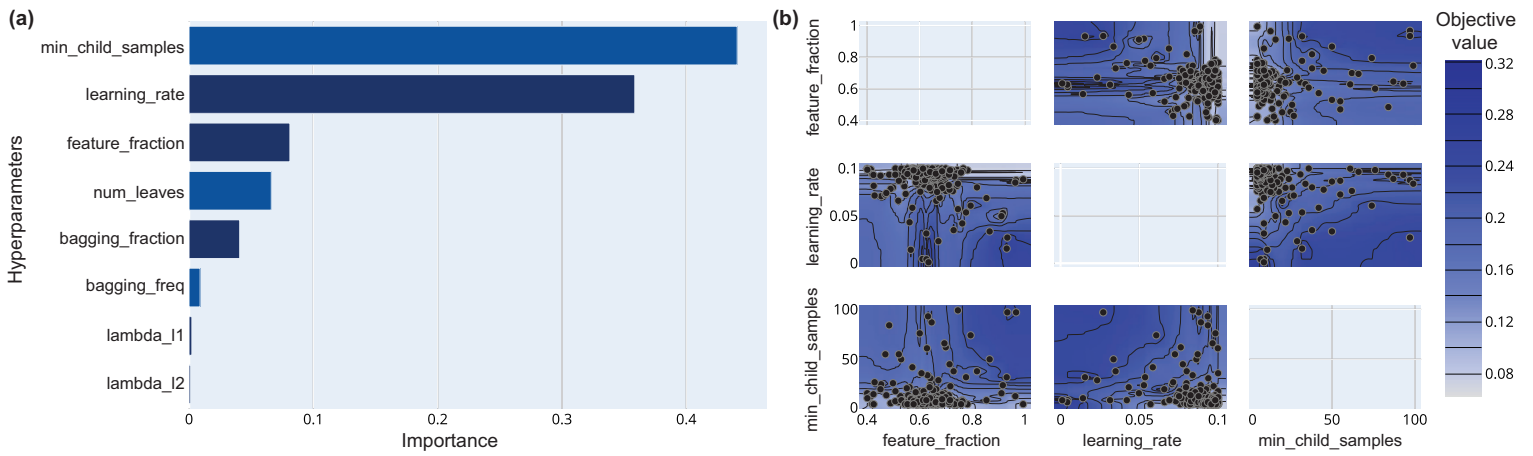 (a)
Hyperparameters
min_child_samples
learning_rate
feature_fraction
num_leaves
bagging_fraction
bagging_freq
lambda_l1
lambda_l2
0 0.1 0.2 0.3 0.4
Importance
(b)
feature_fraction
1
0.8
0.6
0.4
learning_rate
0.1
0.05
0
min_child_samples
100
50
0
0.4 0.6 0.8 1
feature_fraction
0 0.05 0.1
learning_rate
0 50 100
min_child_samples
Objective
value
0.32
0.28
0.24
0.2
0.16
0.12
0.08